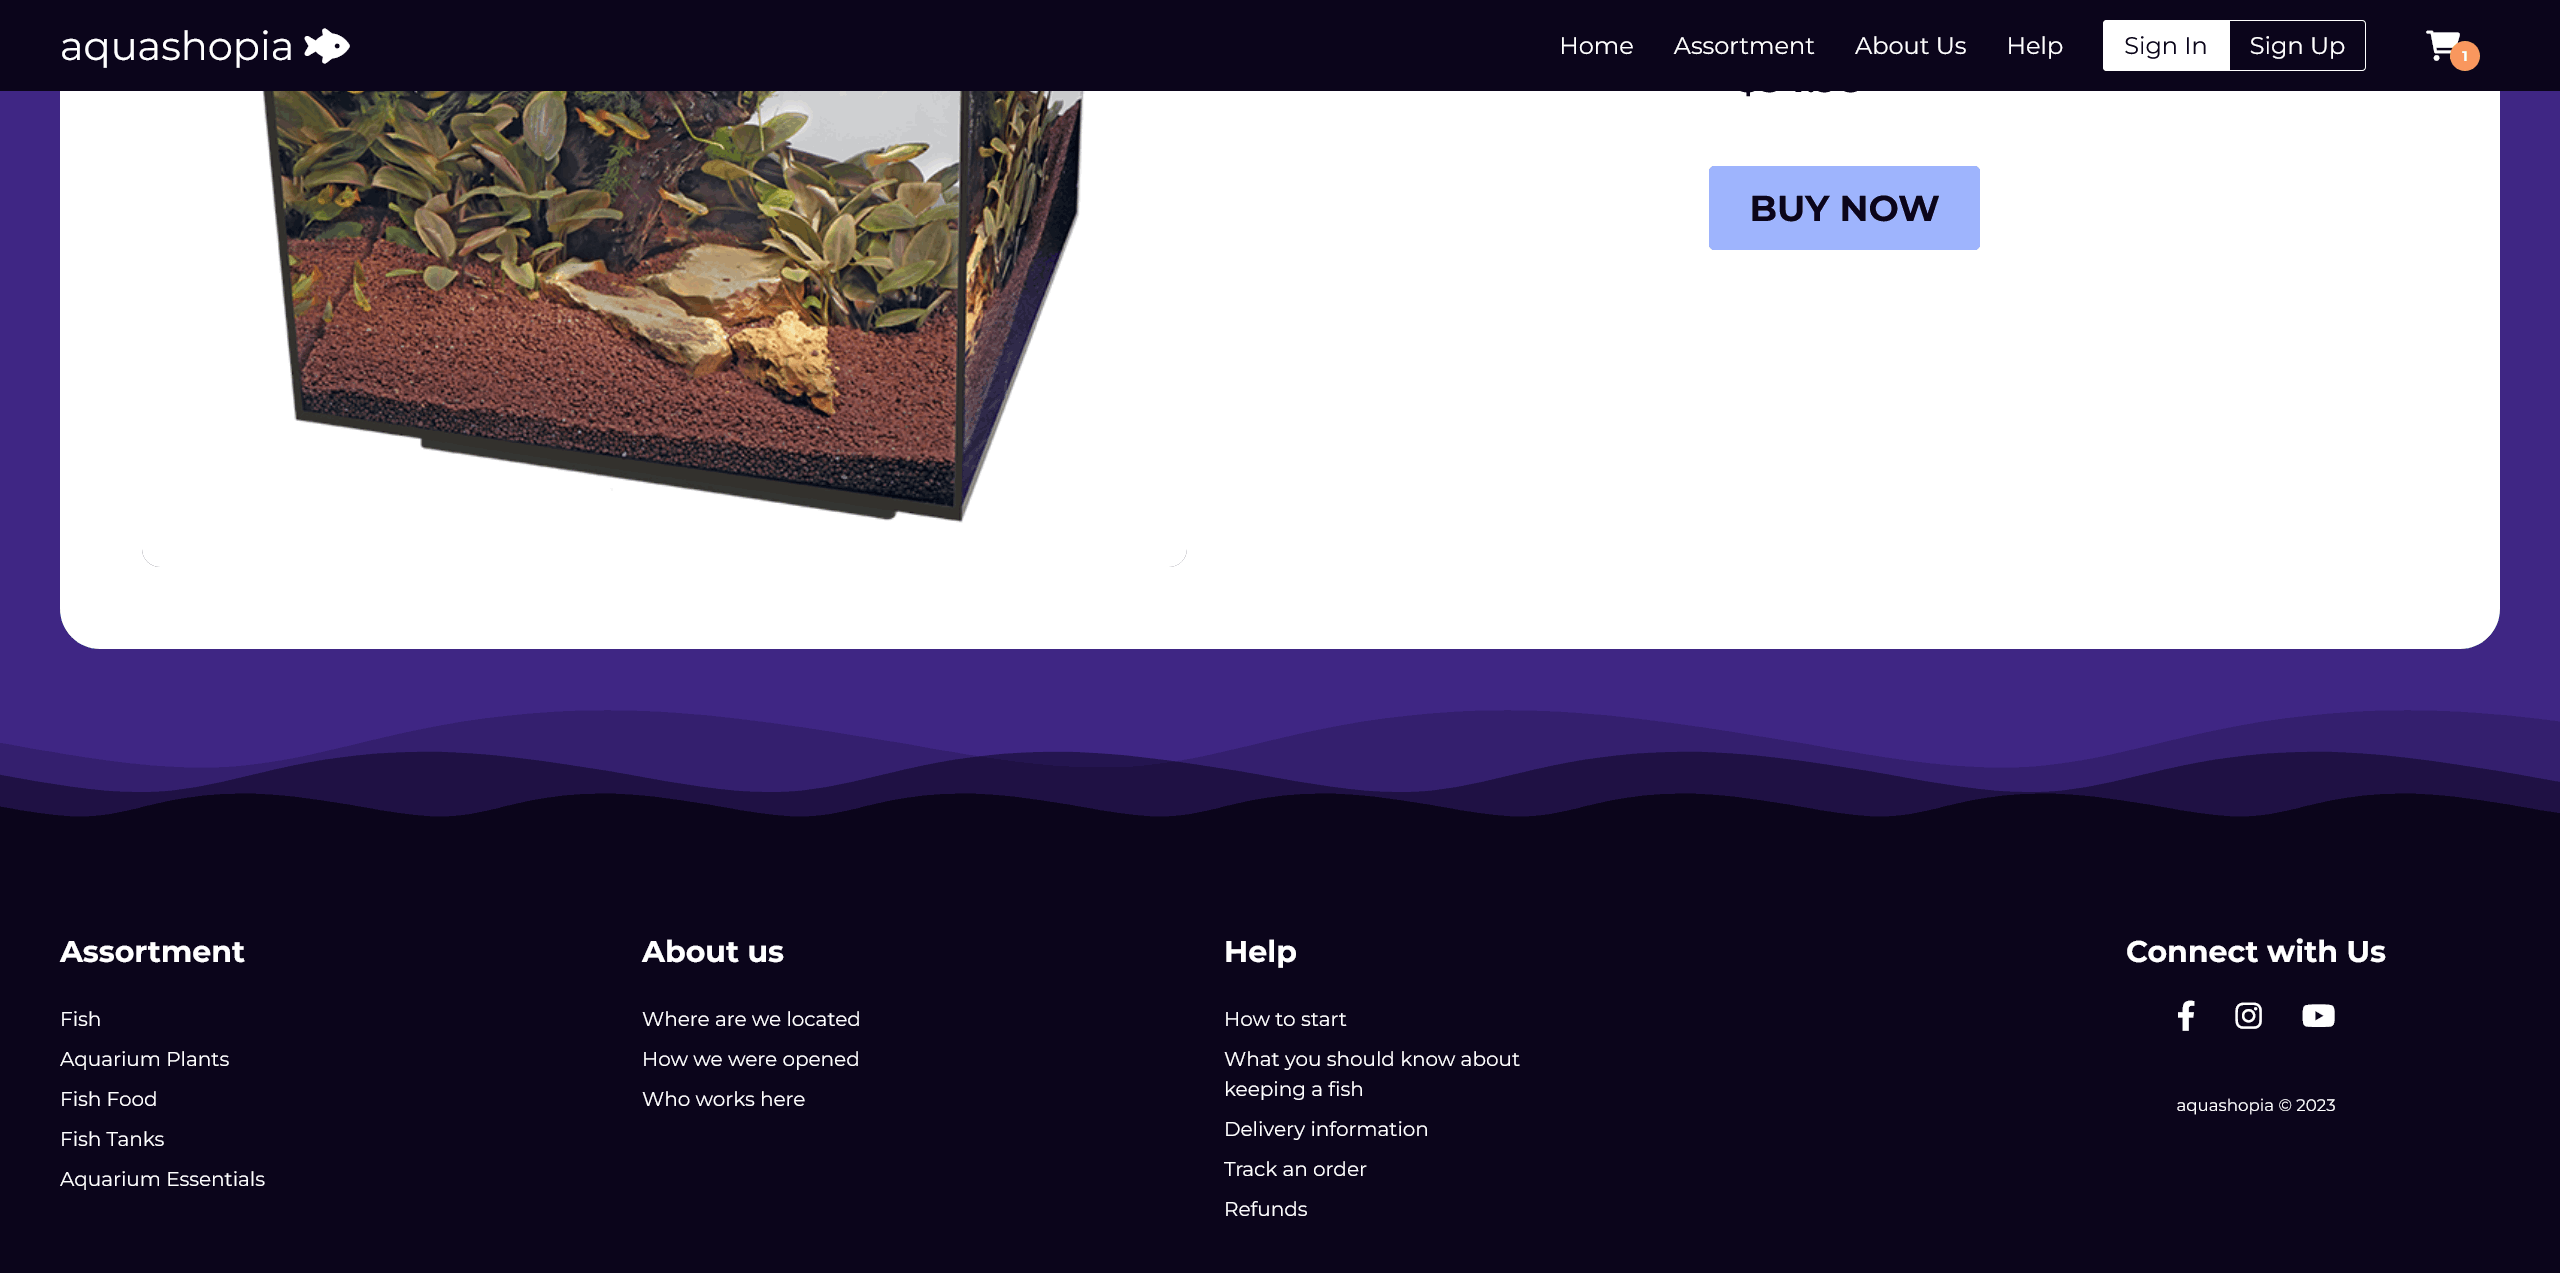 aquashopia
Home Assortment About Us Help Sign In Sign Up 1
BUY NOW
Assortment
Fish
Aquarium Plants
Fish Food
Fish Tanks
Aquarium Essentials
About us
Where are we located
How we were opened
Who works here
Help
How to start
What you should know about
keeping a fish
Delivery information
Track an order
Refunds
Connect with Us
aquashopia © 2023